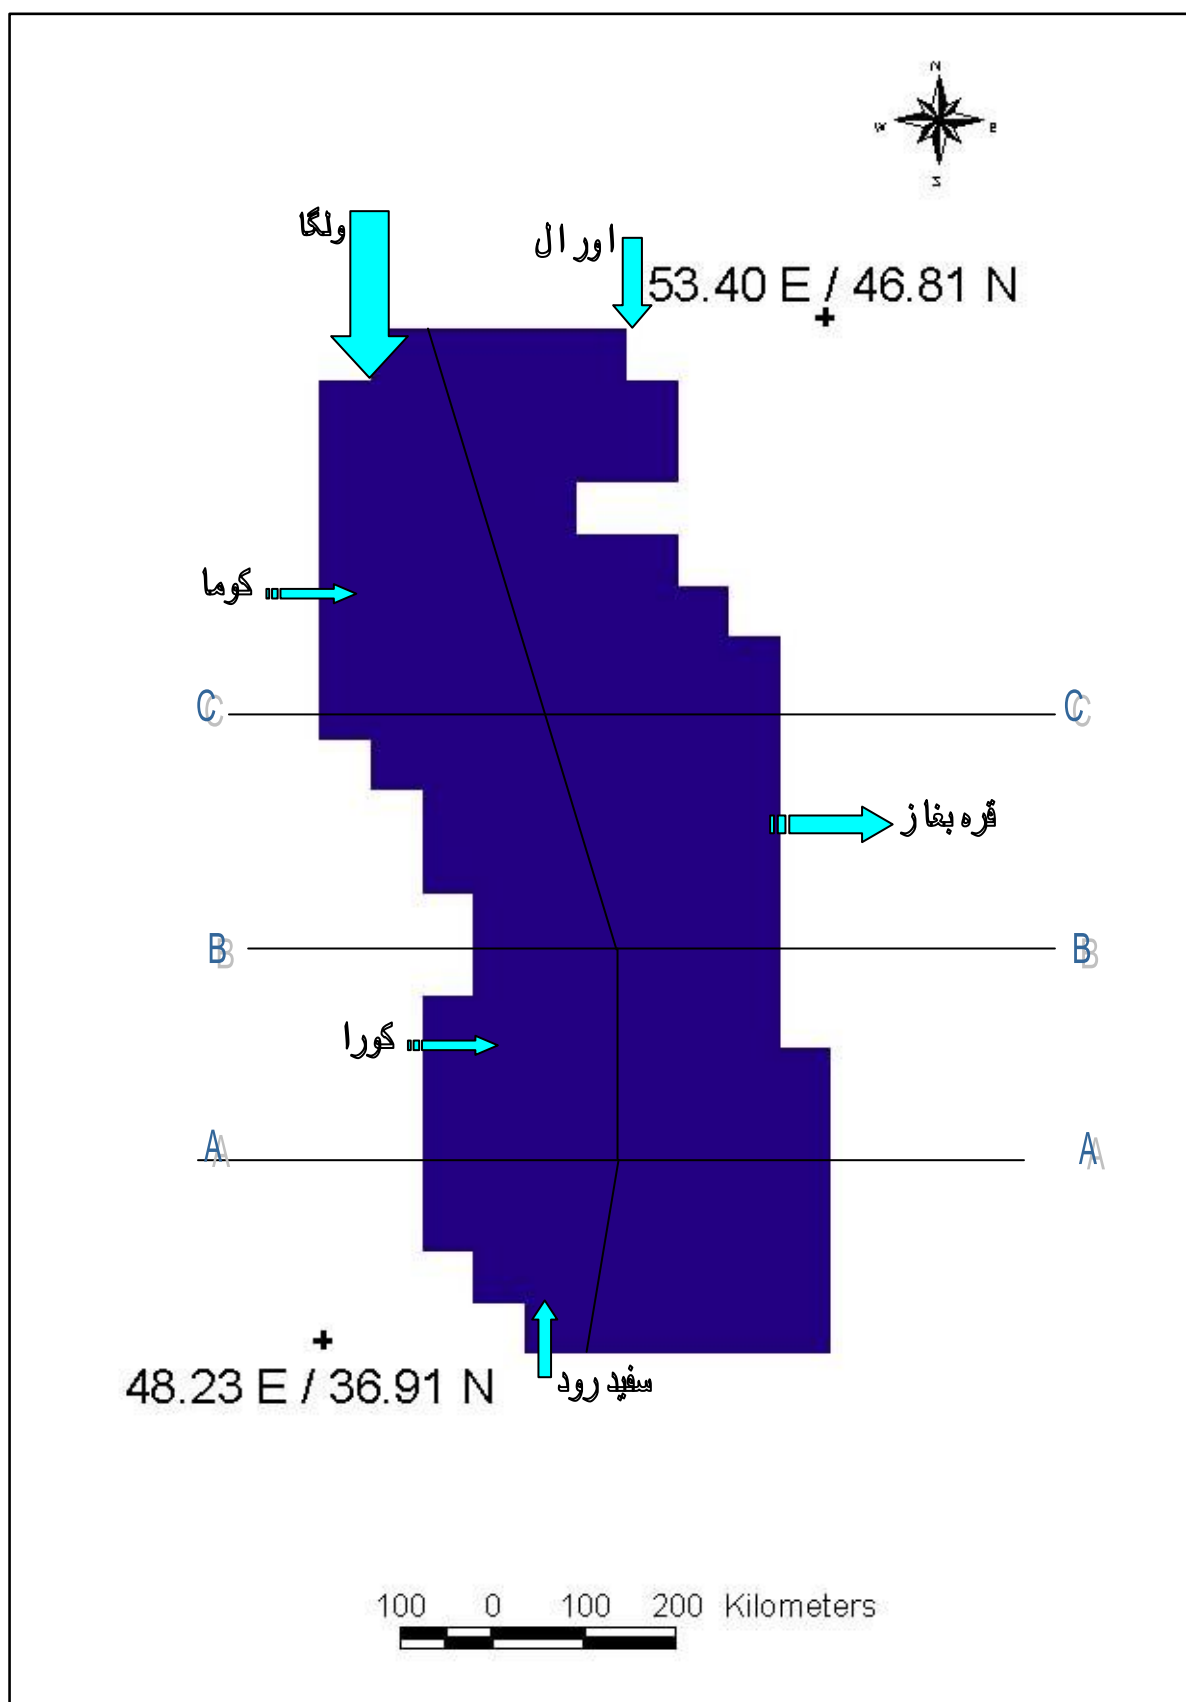 N
W E
S
ولگا
اورال
53.40 E / 46.81 N
کوما
C C
قره بغاز
B B
کورا
A A
48.23 E / 36.91 N
سفید رود
100 0 100 200 Kilometers